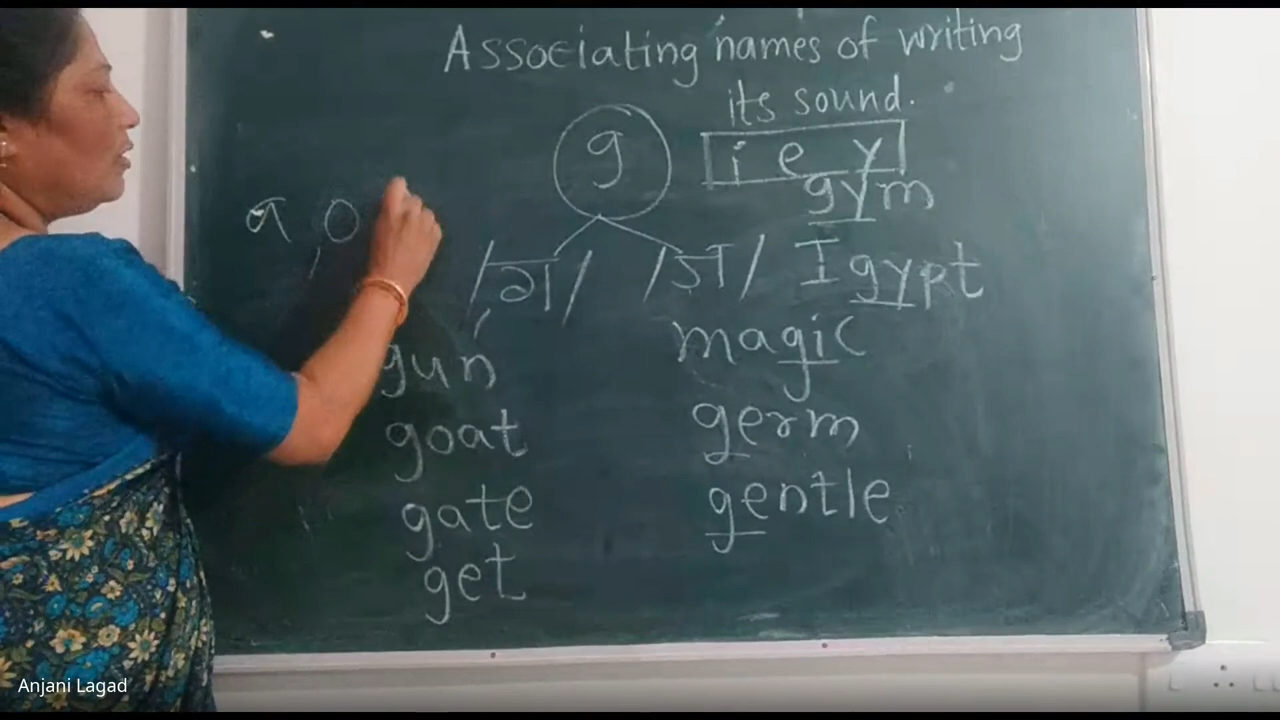 Associating names of writing
its sound.
g
i e y
gym
a, o
/ग/ /ज/ Igypt
gun magic
goat germ
gate gentle
get
Anjani Lagad